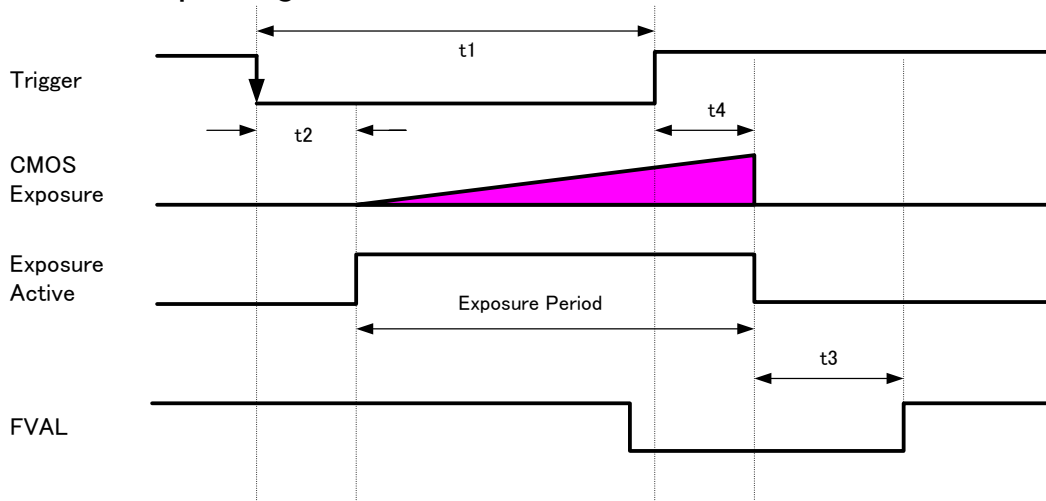 t1
Trigger
t4
t2
CMOS
Exposure
Exposure
Active
Exposure Period
t3
FVAL